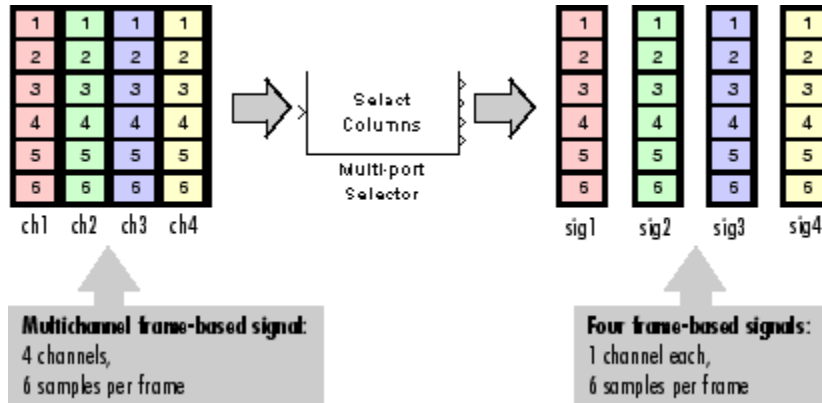 1 1 1 1 1 1 1 1
2 2 2 2 2 2 2 2
3 3 3 3 3 3 3 3
4 4 4 4 4 4 4 4
5 5 5 5 5 5 5 5
6 6 6 6 6 6 6 6
Select
Columns
Multi-port
Selector
ch1 ch2 ch3 ch4
sig1 sig2 sig3 sig4
Multichannel frame-based signal:
4 channels,
6 samples per frame
Four frame-based signals:
1 channel each,
6 samples per frame